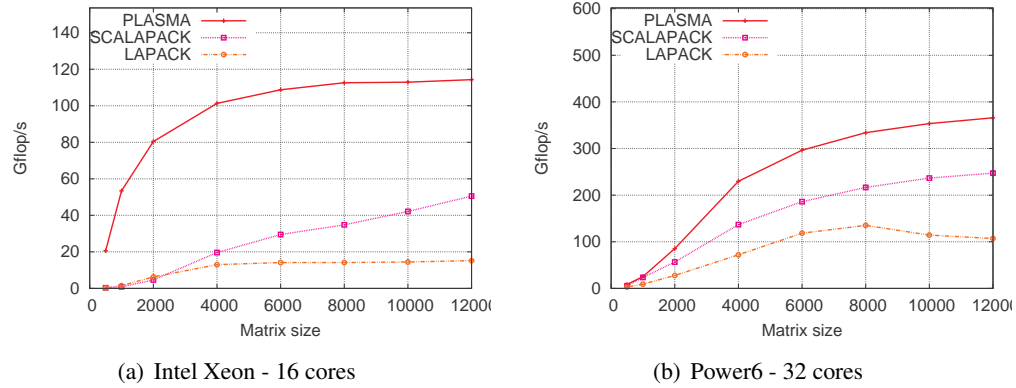 PLASMA
SCALAPACK
LAPACK
140
120
100
80
60
40
20
0
Gflop/s
0 2000 4000 6000 8000 10000 1200
Matrix size
(a) Intel Xeon - 16 cores
PLASMA
SCALAPACK
LAPACK
600
500
400
300
200
100
0
Gflop/s
0 2000 4000 6000 8000 10000 12000
Matrix size
(b) Power6 - 32 cores